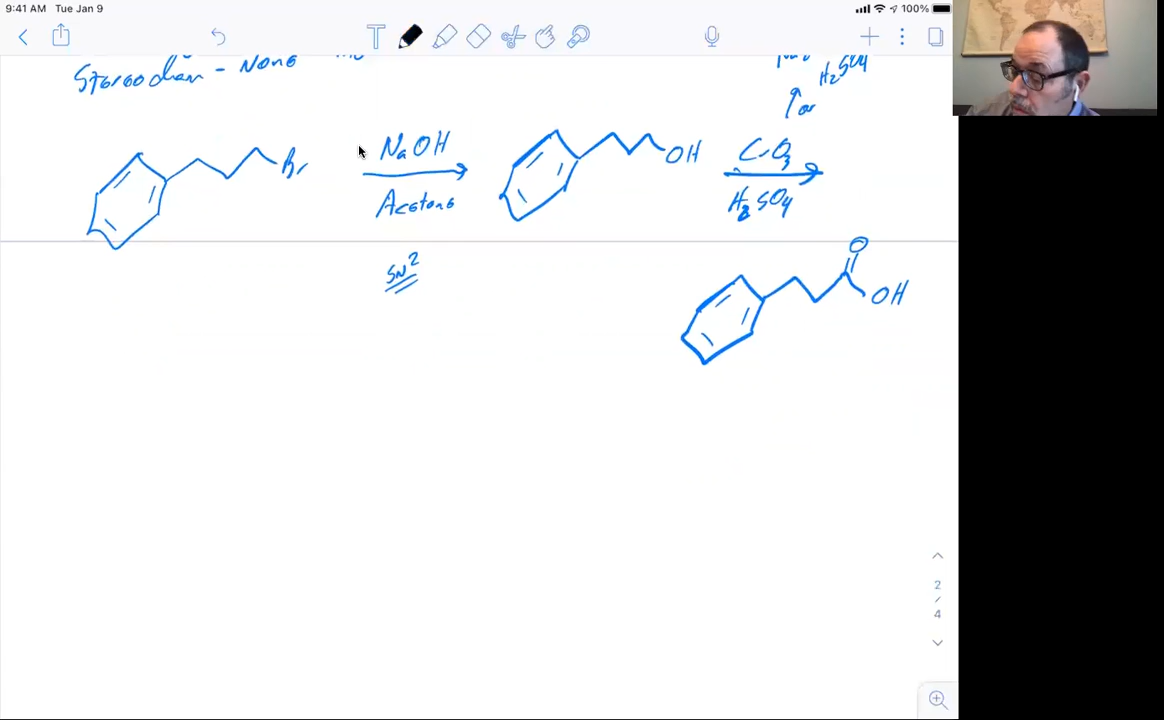 9:41 AM Tue Jan 9
100%
Stereochem - None
H2SO4
↑ or
Br
NaOH
Acetone
OH
CrO3
H2SO4
SN2
O
OH
2
/
4